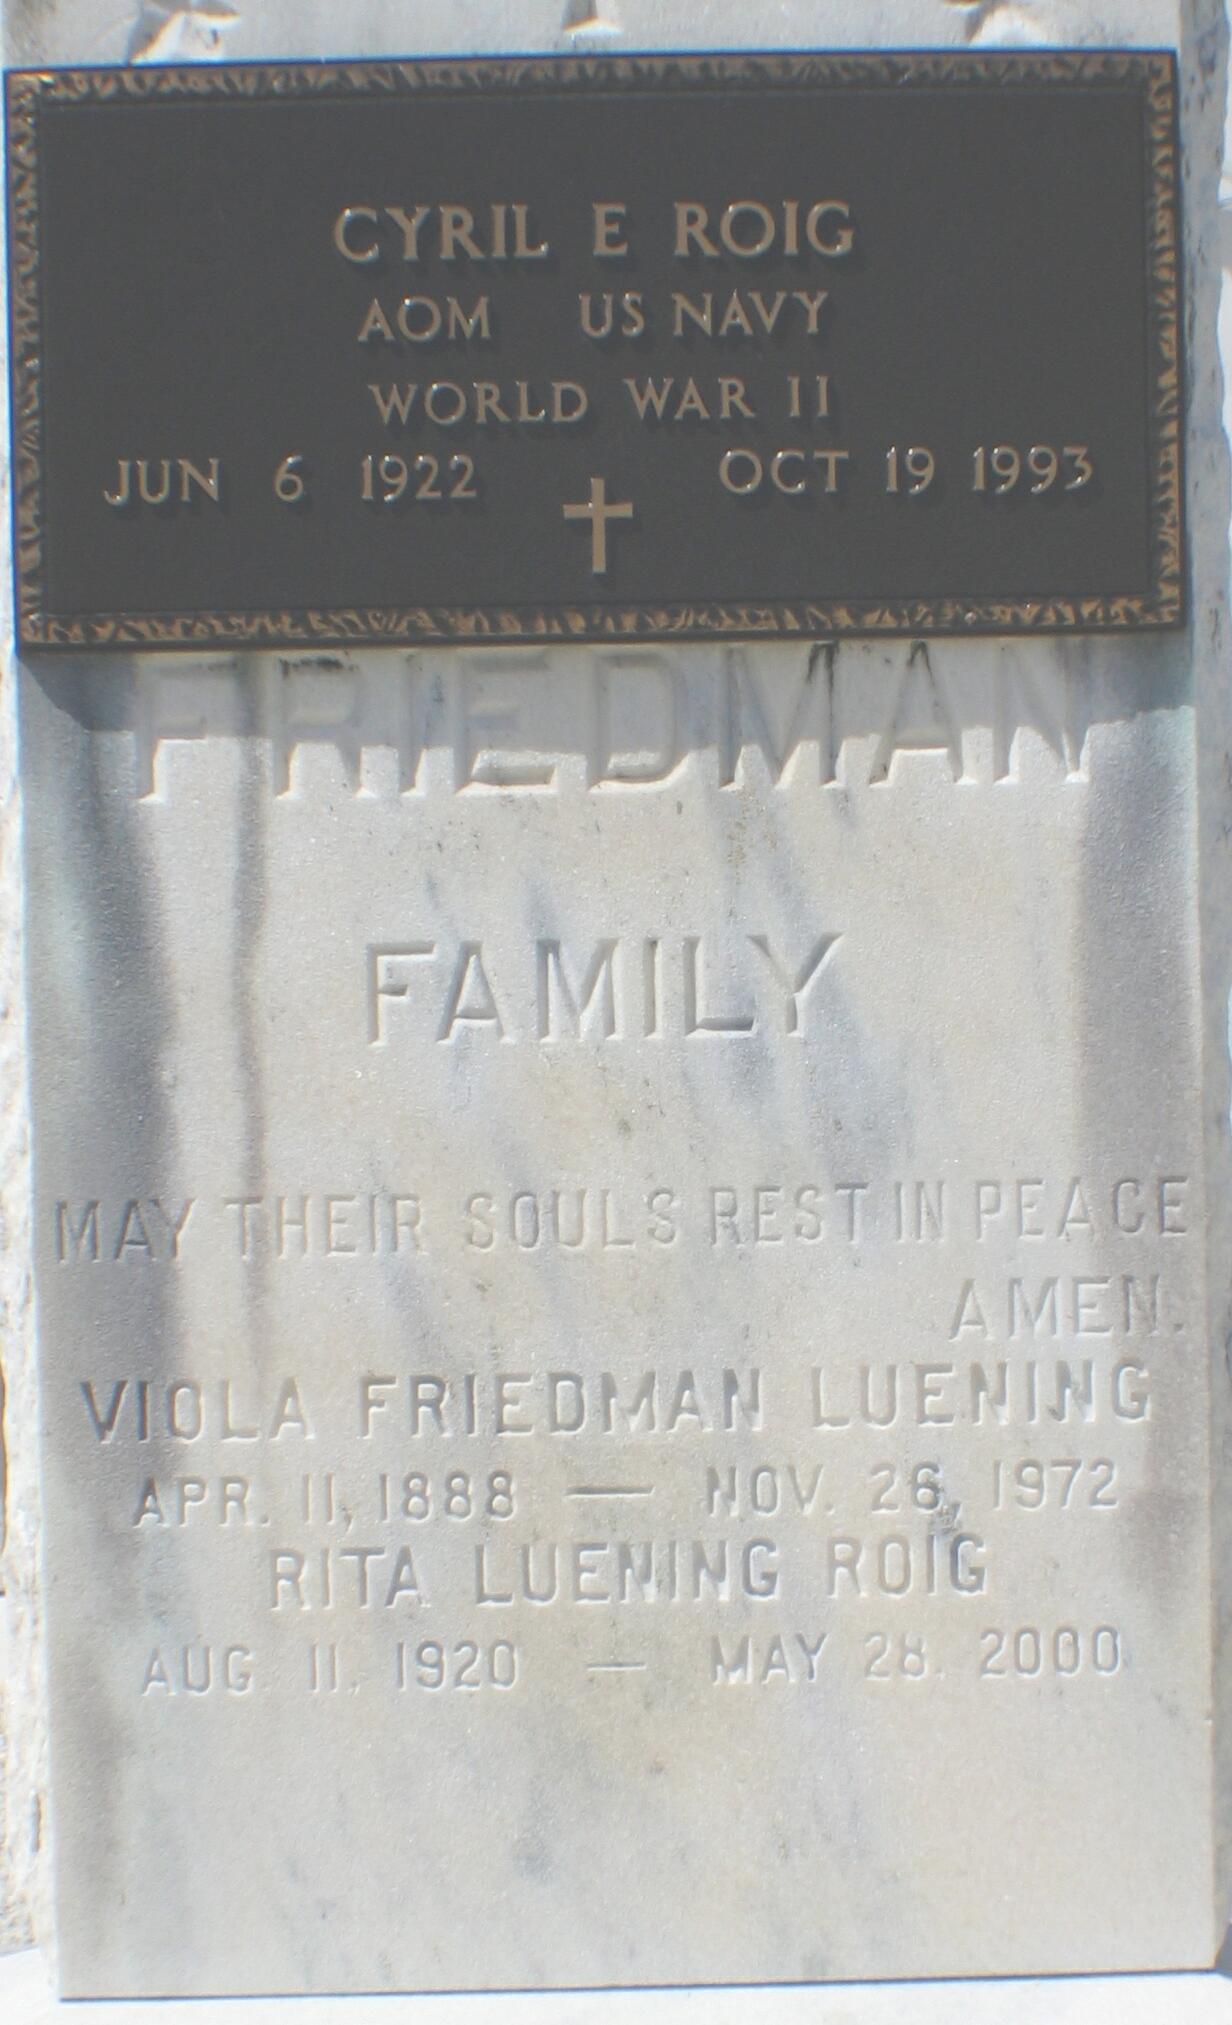 CYRIL E ROIG
AOM US NAVY
WORLD WAR II
JUN 6 1922 OCT 19 1993
FRIEDMAN
FAMILY
MAY THEIR SOULS REST IN PEACE
AMEN.
VIOLA FRIEDMAN LUENING
APR. 11, 1888 — NOV. 26, 1972
RITA LUENING ROIG
AUG 11, 1920 — MAY 28, 2000